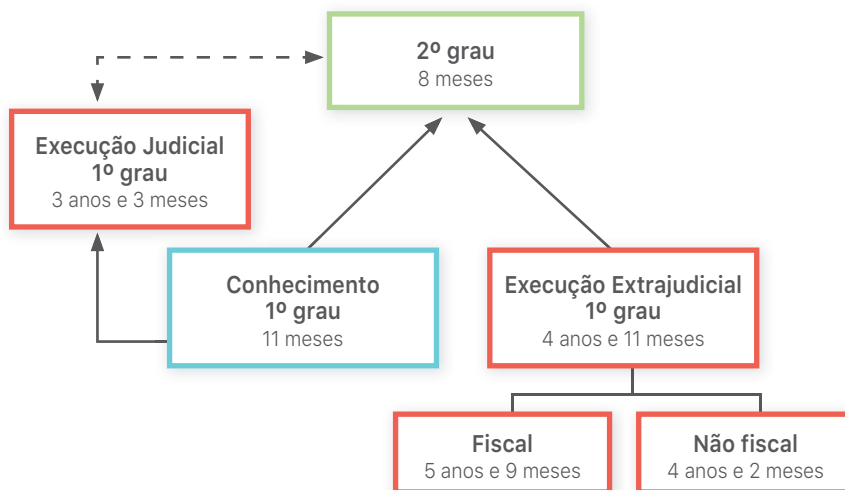 2º grau
8 meses
Execução Judicial
1º grau
3 anos e 3 meses
Conhecimento
1º grau
11 meses
Execução Extrajudicial
1º grau
4 anos e 11 meses
Fiscal
5 anos e 9 meses
Não fiscal
4 anos e 2 meses